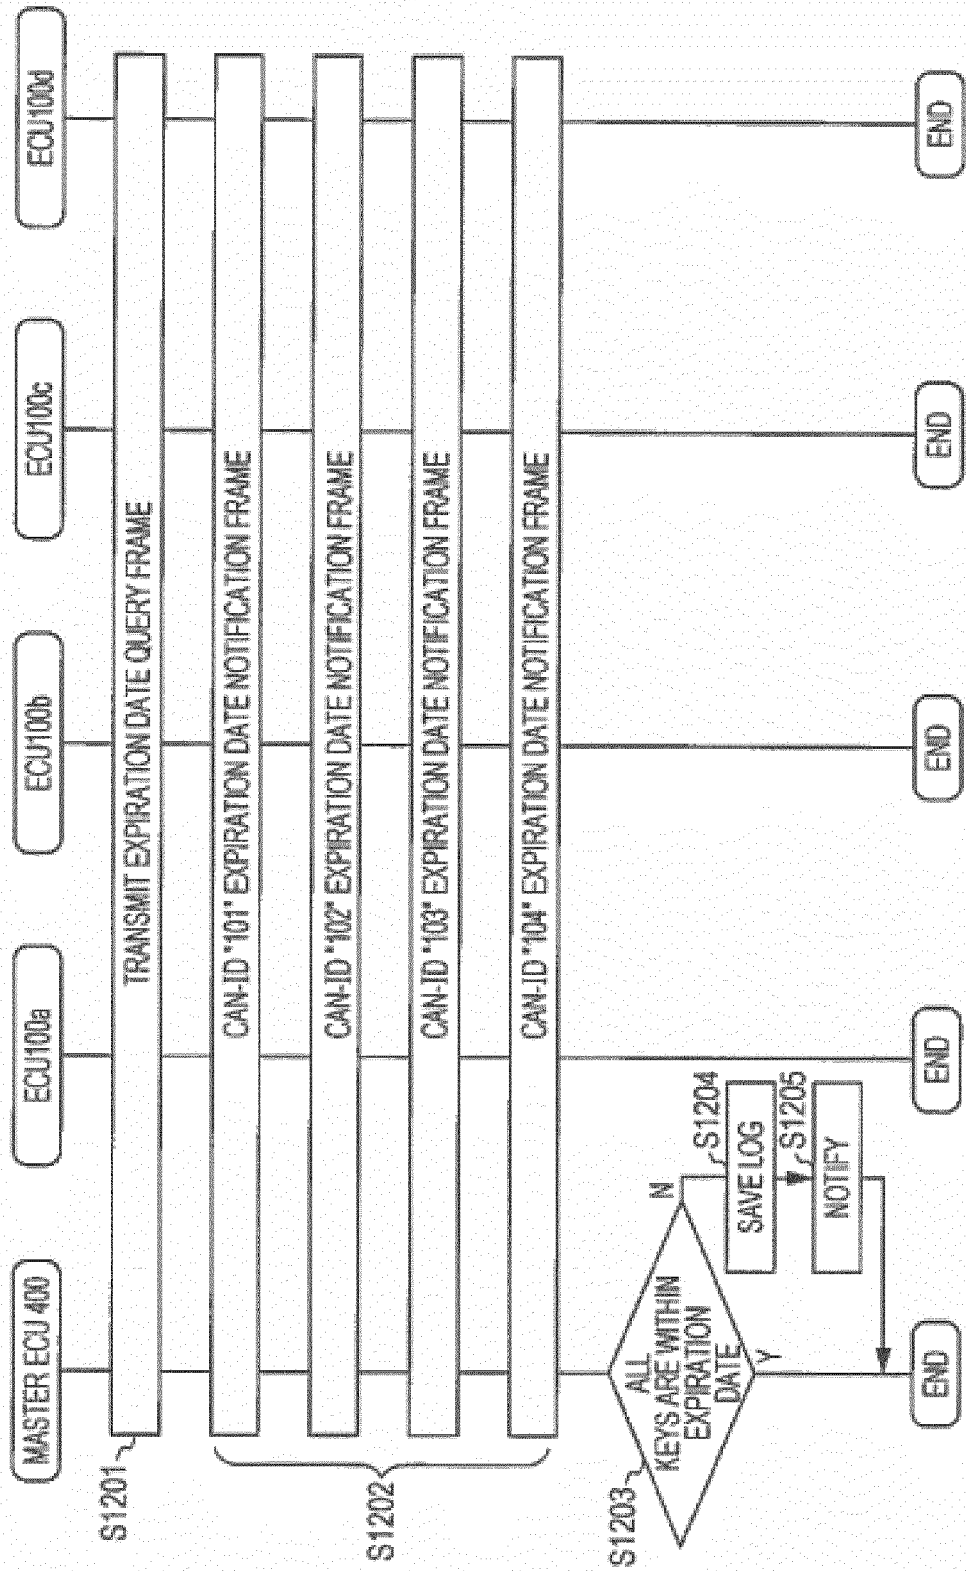 MASTER ECU 400
ECU100a
ECU100b
ECU100c
ECU100d
S1201
TRANSMIT EXPIRATION DATE QUERY FRAME
S1202
CAN-ID "101" EXPIRATION DATE NOTIFICATION FRAME
CAN-ID "102" EXPIRATION DATE NOTIFICATION FRAME
CAN-ID "103" EXPIRATION DATE NOTIFICATION FRAME
CAN-ID "104" EXPIRATION DATE NOTIFICATION FRAME
S1203
ALL
KEYS ARE WITHIN
EXPIRATION
DATE
N
Y
S1204
SAVE LOG
S1205
NOTIFY
END
END
END
END
END